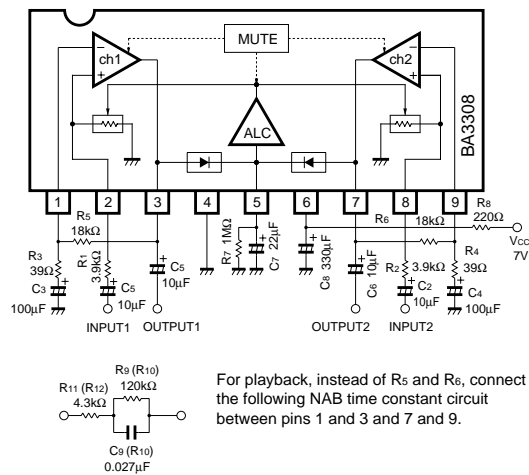 MUTE
ch1
ch2
−
+
−
+
ALC
BA3308
1
2
3
4
5
6
7
8
9
R5
18kΩ
R3
39Ω
C3
100μF
R1
3.9kΩ
C5
10μF
INPUT1
C5
10μF
OUTPUT1
R7 1MΩ
C7 22μF
C8 330μF
R6
18kΩ
C6 10μF
OUTPUT2
R2
3.9kΩ
C2
10μF
INPUT2
R4
39Ω
C4
100μF
R8
220Ω
VCC
7V
R9 (R10)
120kΩ
R11 (R12)
4.3kΩ
C9 (R10)
0.027μF
For playback, instead of R5 and R6, connect
the following NAB time constant circuit
between pins 1 and 3 and 7 and 9.